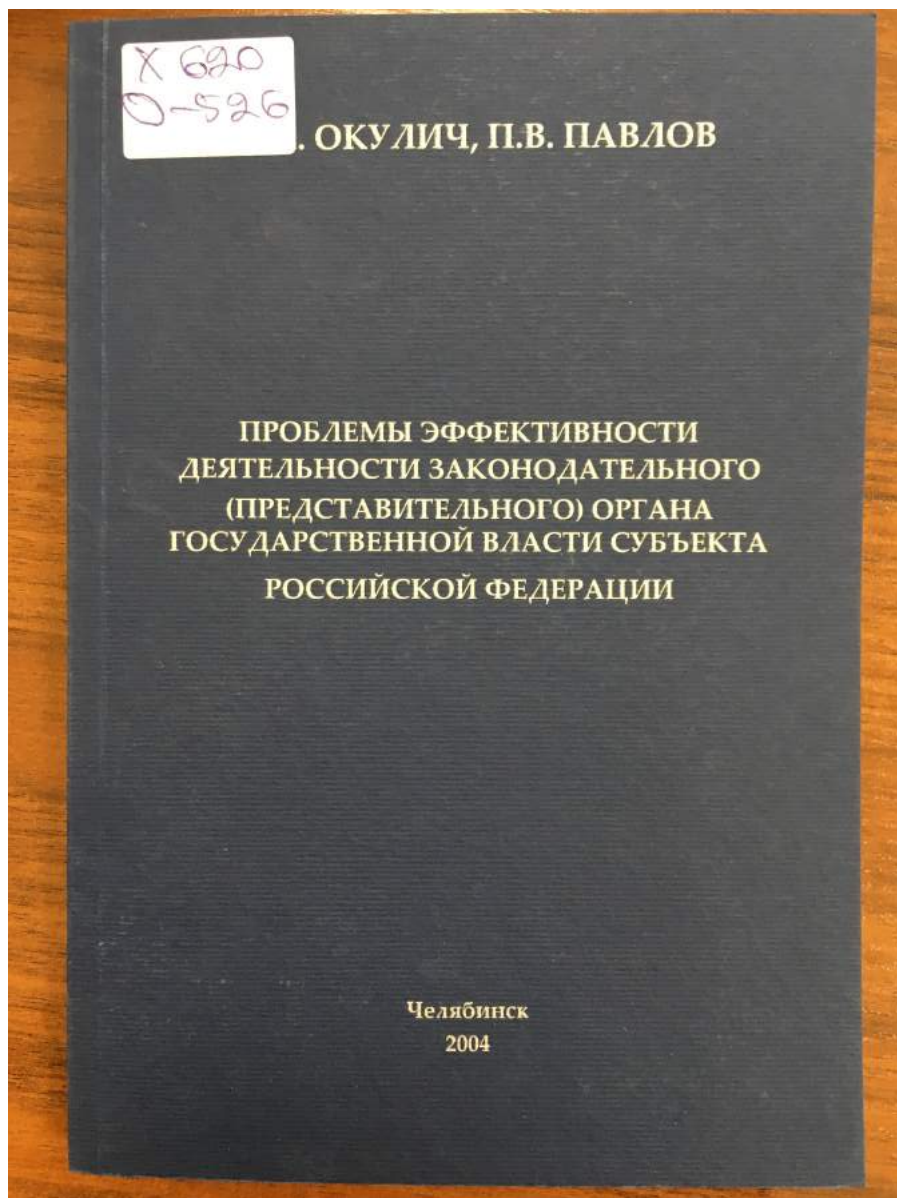 Х 620
О-526
. ОКУЛИЧ, П.В. ПАВЛОВ
ПРОБЛЕМЫ ЭФФЕКТИВНОСТИ
ДЕЯТЕЛЬНОСТИ ЗАКОНОДАТЕЛЬНОГО
(ПРЕДСТАВИТЕЛЬНОГО) ОРГАНА
ГОСУДАРСТВЕННОЙ ВЛАСТИ СУБЪЕКТА
РОССИЙСКОЙ ФЕДЕРАЦИИ
Челябинск
2004